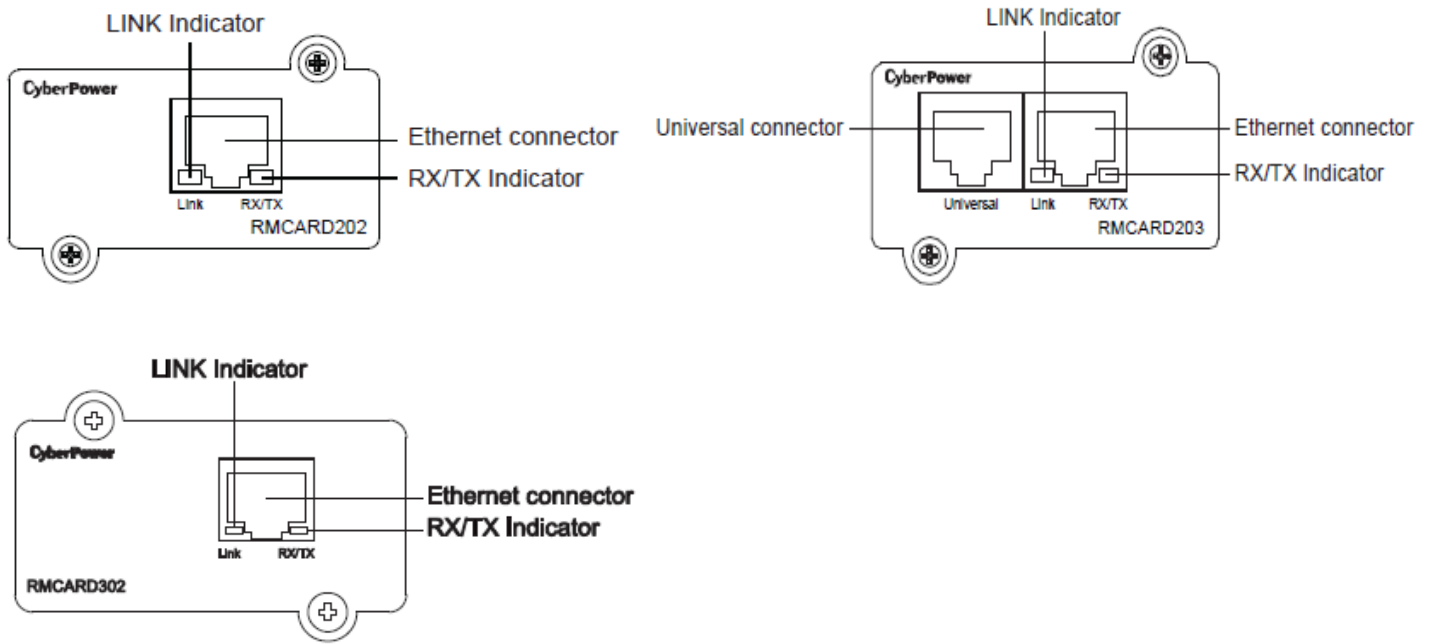 LINK Indicator
CyberPower
Ethernet connector
RX/TX Indicator
Link RX/TX
RMCARD202
LINK Indicator
CyberPower
Universal connector
Ethernet connector
RX/TX Indicator
Universal Link RX/TX
RMCARD203
LINK Indicator
CyberPower
Ethernet connector
RX/TX Indicator
Link RX/TX
RMCARD302